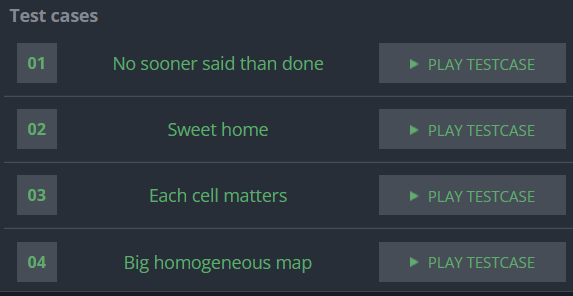 Test cases
01 No sooner said than done PLAY TESTCASE
02 Sweet home PLAY TESTCASE
03 Each cell matters PLAY TESTCASE
04 Big homogeneous map PLAY TESTCASE